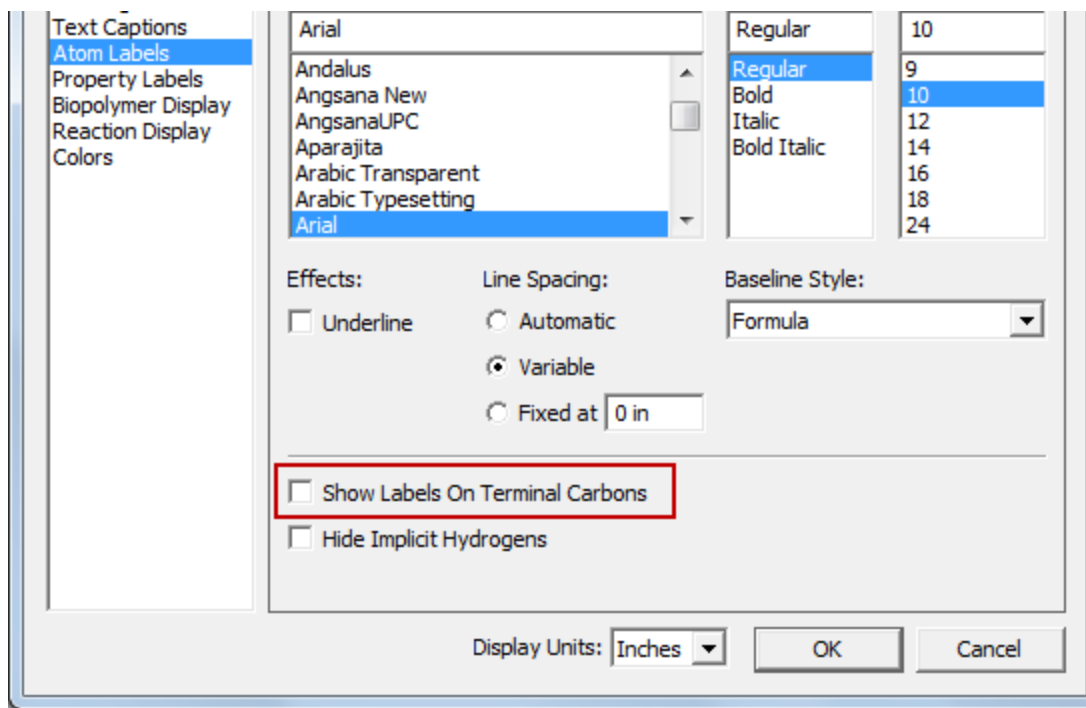 Text Captions
Atom Labels
Property Labels
Biopolymer Display
Reaction Display
Colors
Arial
Andalus
Angsana New
AngsanaUPC
Aparajita
Arabic Transparent
Arabic Typesetting
Arial
Regular
Regular
Bold
Italic
Bold Italic
10
9
10
12
14
16
18
24
Effects:
Underline
Line Spacing:
Automatic
Variable
Fixed at 0 in
Baseline Style:
Formula
Show Labels On Terminal Carbons
Hide Implicit Hydrogens
Display Units: Inches OK Cancel